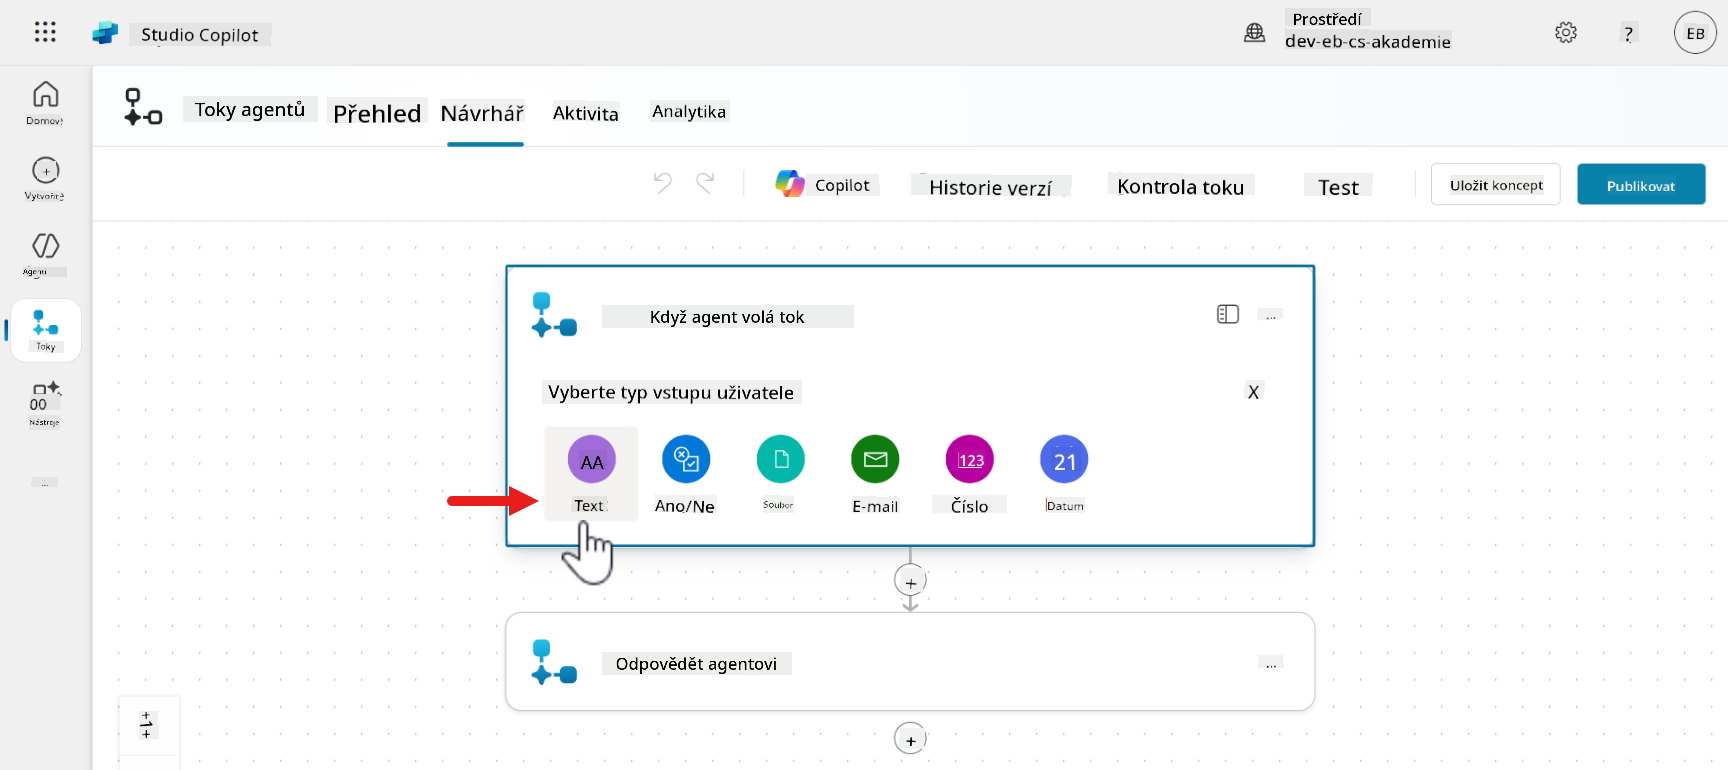 Studio Copilot
Prostředí
dev-eb-cs-akademie
?
EB
Domov
Vytvořit
Agenti
Toky
Nástroje
...
Toky agentů
Přehled
Návrhář
Aktivita
Analytika
Copilot
Historie verzí
Kontrola toku
Test
Uložit koncept
Publikovat
Když agent volá tok
...
Vyberte typ vstupu uživatele
X
AA
123
21
Text
Ano/Ne
Soubor
E-mail
Číslo
Datum
+
Odpovědět agentovi
...
+